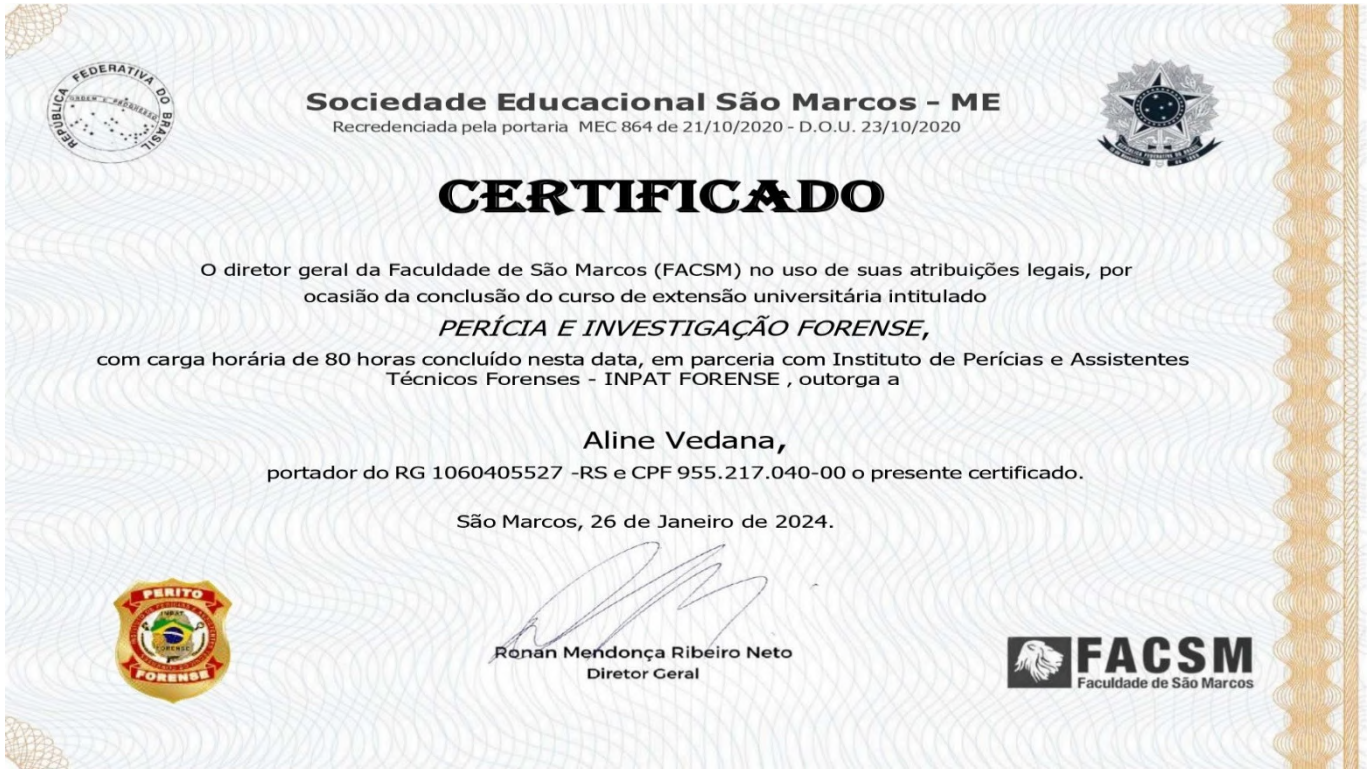 REPÚBLICA FEDERATIVA DO BRASIL
ORDEM E PROGRESSO
Sociedade Educacional São Marcos - ME
Recredenciada pela portaria MEC 864 de 21/10/2020 - D.O.U. 23/10/2020
CERTIFICADO
O diretor geral da Faculdade de São Marcos (FACSM) no uso de suas atribuições legais, por
ocasião da conclusão do curso de extensão universitária intitulado
PERÍCIA E INVESTIGAÇÃO FORENSE,
com carga horária de 80 horas concluído nesta data, em parceria com Instituto de Perícias e Assistentes
Técnicos Forenses - INPAT FORENSE , outorga a
Aline Vedana,
portador do RG 1060405527 -RS e CPF 955.217.040-00 o presente certificado.
São Marcos, 26 de Janeiro de 2024.
Ronan Mendonça Ribeiro Neto
Diretor Geral
PERITO
INPAT
FORENSE
FORENSE
FACSM
Faculdade de São Marcos